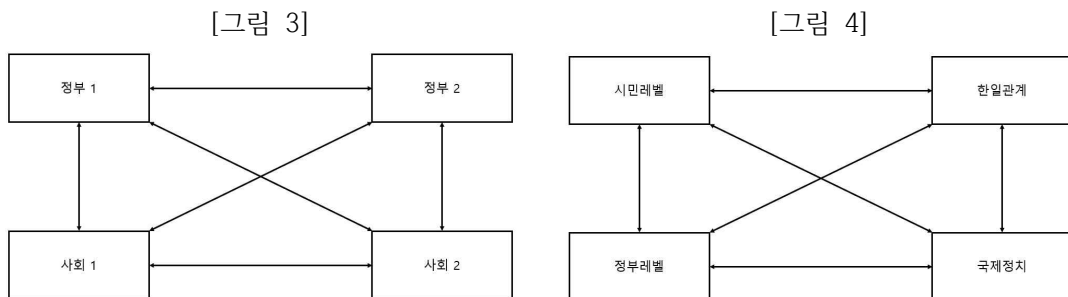 [그림 3]
[그림 4]
정부 1
정부 2
시민레벨
한일관계
사회 1
사회 2
정부레벨
국제정치